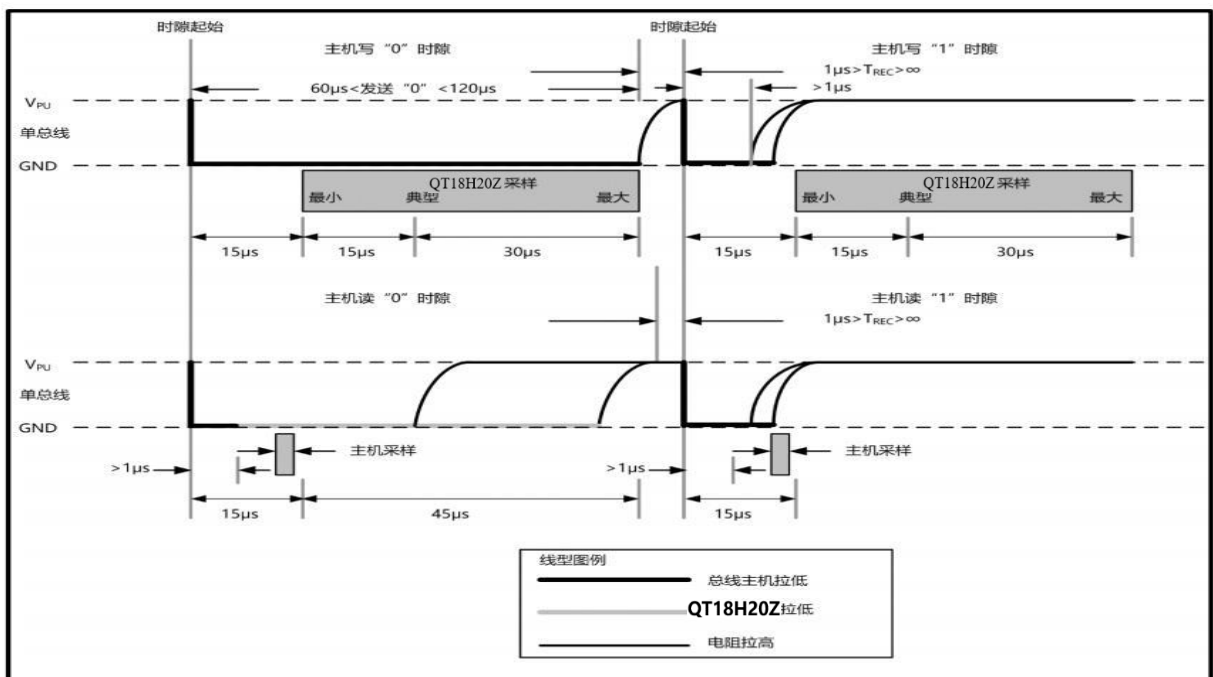 时隙起始 时隙起始
主机写“0”时隙 主机写“1”时隙
1μs>TREC>∞
60μs<发送“0”<120μs >1μs
VPU
单总线
GND
QT18H20Z 采样 QT18H20Z 采样
最小 典型 最大 最小 典型 最大
15μs 15μs 30μs 15μs 15μs 30μs
主机读“0”时隙 主机读“1”时隙
1μs>TREC>∞
VPU
单总线
GND
主机采样 主机采样
>1μs >1μs
15μs 45μs 15μs
线型图例
总线主机拉低
QT18H20Z拉低
电阻拉高